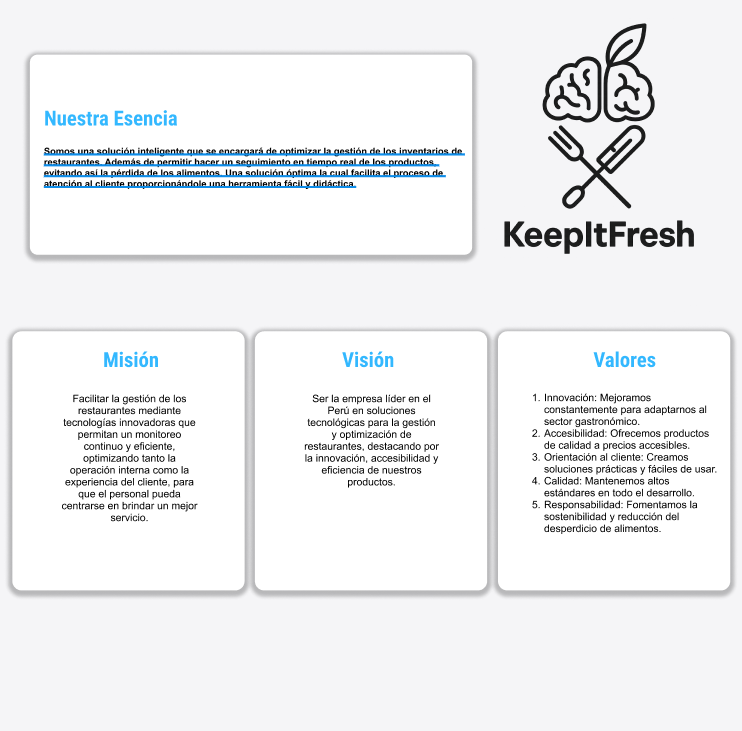 Nuestra Esencia
Somos una solución inteligente que se encargará de optimizar la gestión de los inventarios de
restaurantes. Además de permitir hacer un seguimiento en tiempo real de los productos,
evitando así la pérdida de los alimentos. Una solución óptima la cual facilita el proceso de
atención al cliente proporcionándole una herramienta fácil y didáctica.
KeepItFresh
Misión
Facilitar la gestión de los
restaurantes mediante
tecnologías innovadoras que
permitan un monitoreo
continuo y eficiente,
optimizando tanto la
operación interna como la
experiencia del cliente, para
que el personal pueda
centrarse en brindar un mejor
servicio.
Visión
Ser la empresa líder en el
Perú en soluciones
tecnológicas para la gestión
y optimización de
restaurantes, destacando por
la innovación, accesibilidad y
eficiencia de nuestros
productos.
Valores
1. Innovación: Mejoramos
constantemente para adaptarnos al
sector gastronómico.
2. Accesibilidad: Ofrecemos productos
de calidad a precios accesibles.
3. Orientación al cliente: Creamos
soluciones prácticas y fáciles de usar.
4. Calidad: Mantenemos altos
estándares en todo el desarrollo.
5. Responsabilidad: Fomentamos la
sostenibilidad y reducción del
desperdicio de alimentos.